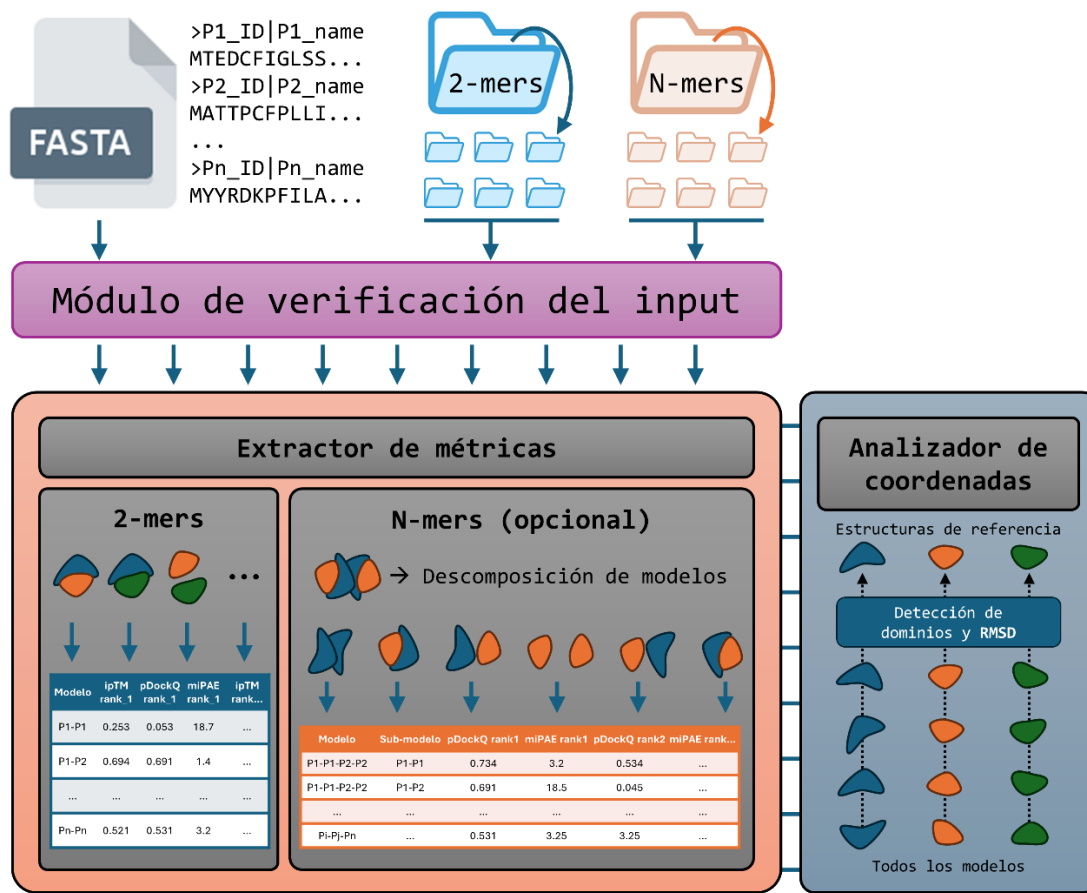 FASTA
>P1_ID|P1_name
MTEDCFIGLSS...
>P2_ID|P2_name
MATTPCFPLLI...
...
>Pn_ID|Pn_name
MYYRDKPFILA...
2-mers
N-mers
Módulo de verificación del input
Extractor de métricas
2-mers
...
Modelo ipTM rank_1 pDockQ rank_1 miPAE rank_1 ipTM rank...
P1-P1 0.253 0.053 18.7 ...
P1-P2 0.694 0.691 1.4 ...
... ... ... ... ...
Pn-Pn 0.521 0.531 3.2 ...
N-mers (opcional)
→ Descomposición de modelos
Modelo Sub-modelo pDockQ rank1 miPAE rank1 pDockQ rank2 miPAE rank...
P1-P1-P2-P2 P1-P1 0.734 3.2 0.534 ...
P1-P1-P2-P2 P1-P2 0.691 18.5 0.045 ...
... ... ... ... ... ...
Pi-Pj-Pn ... 0.531 3.25 3.25 ...
Analizador de
coordenadas
Estructuras de referencia
Detección de
dominios y RMSD
Todos los modelos